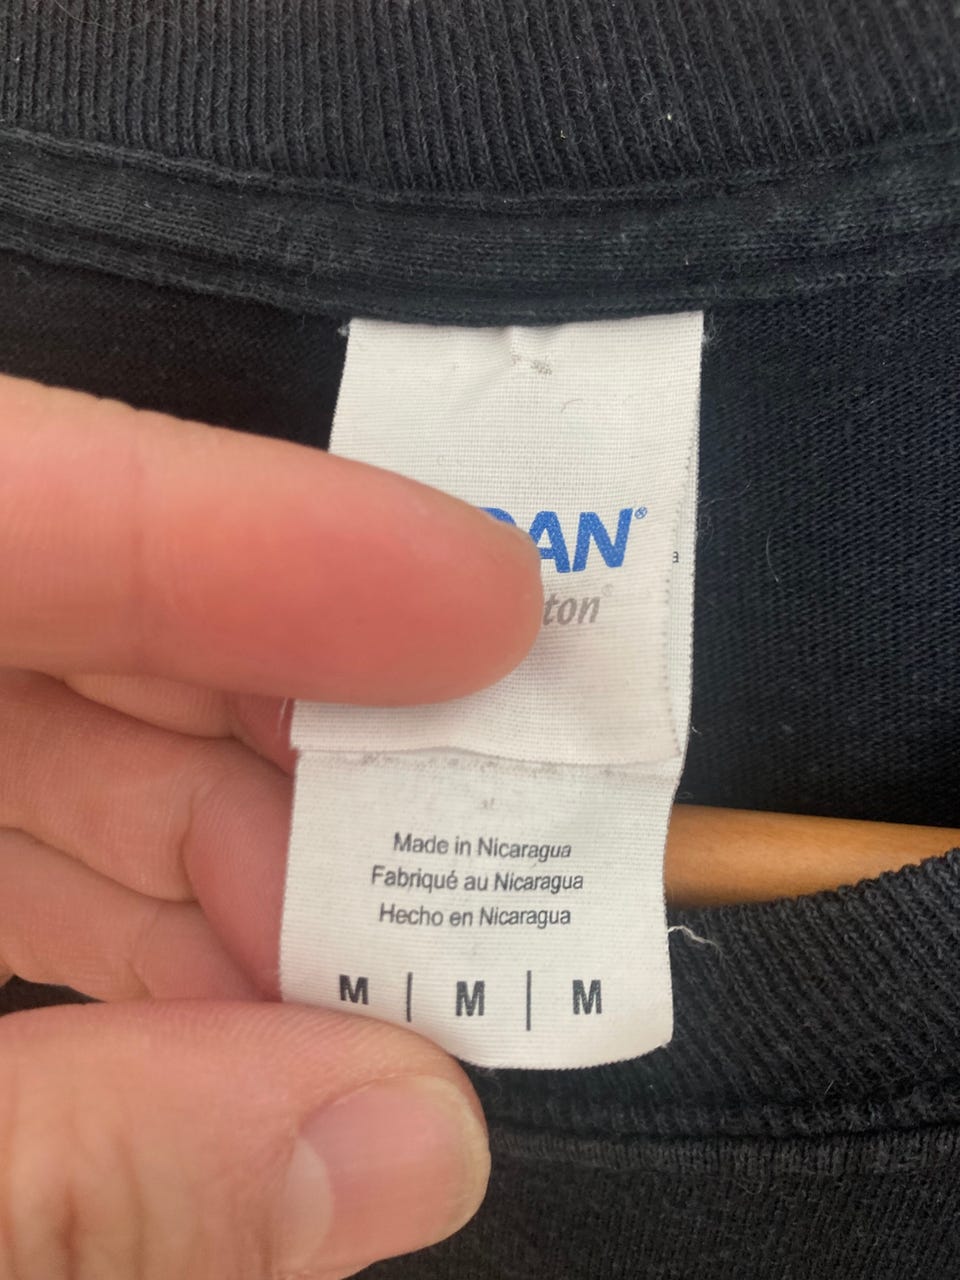 DAN®
ton®
a
Made in Nicaragua
Fabriqué au Nicaragua
Hecho en Nicaragua
M | M | M